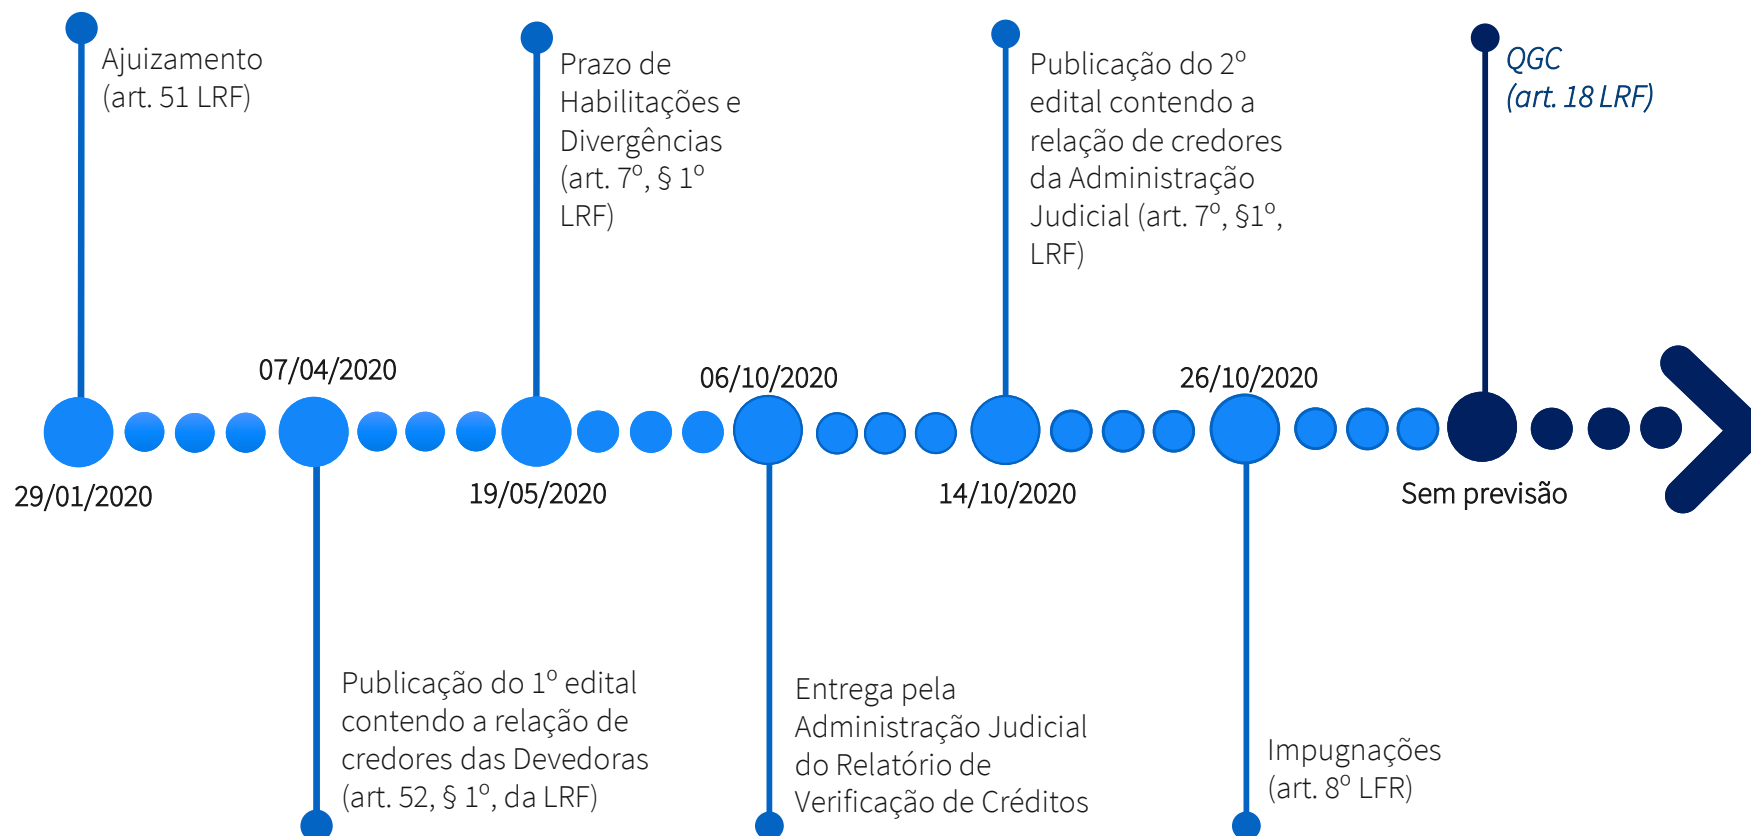 Ajuizamento
(art. 51 LRF)
29/01/2020
07/04/2020
Publicação do 1º edital
contendo a relação de
credores das Devedoras
(art. 52, § 1º, da LRF)
Prazo de
Habilitações e
Divergências
(art. 7º, § 1º
LRF)
19/05/2020
06/10/2020
Entrega pela
Administração Judicial
do Relatório de
Verificação de Créditos
Publicação do 2º
edital contendo a
relação de credores
da Administração
Judicial (art. 7º, §1º,
LRF)
14/10/2020
26/10/2020
Impugnações
(art. 8º LFR)
QGC
(art. 18 LRF)
Sem previsão